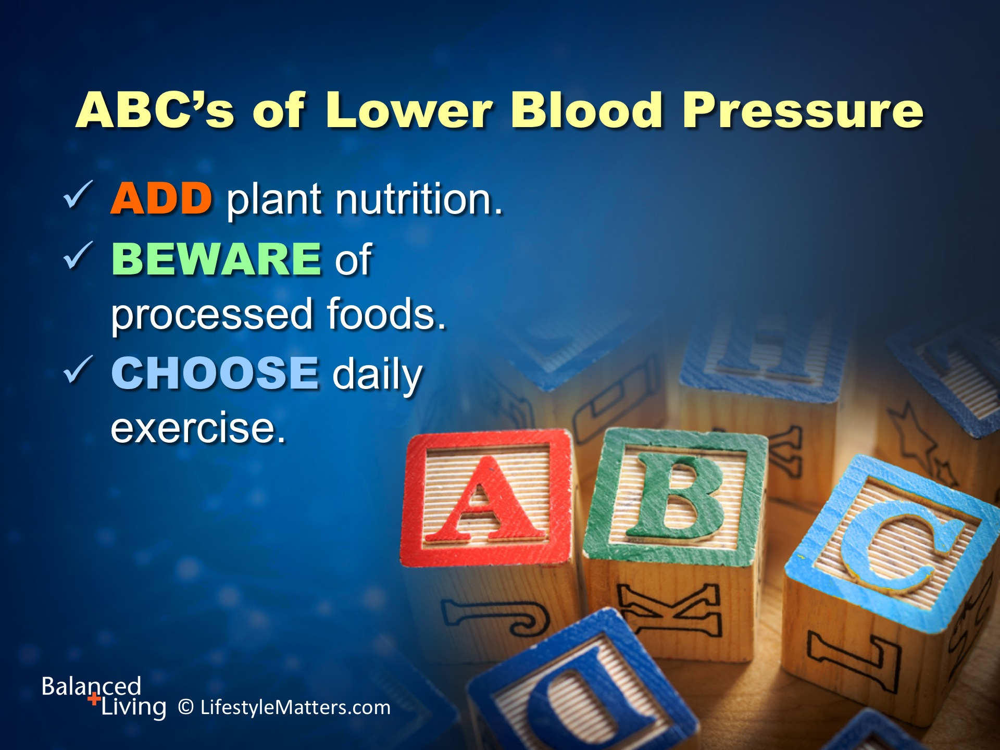 ABC’s of Lower Blood Pressure
✓ ADD plant nutrition.
✓ BEWARE of
processed foods.
✓ CHOOSE daily
exercise.
H
K
A
B
C
J
K
L
D
Balanced
+Living © LifestyleMatters.com